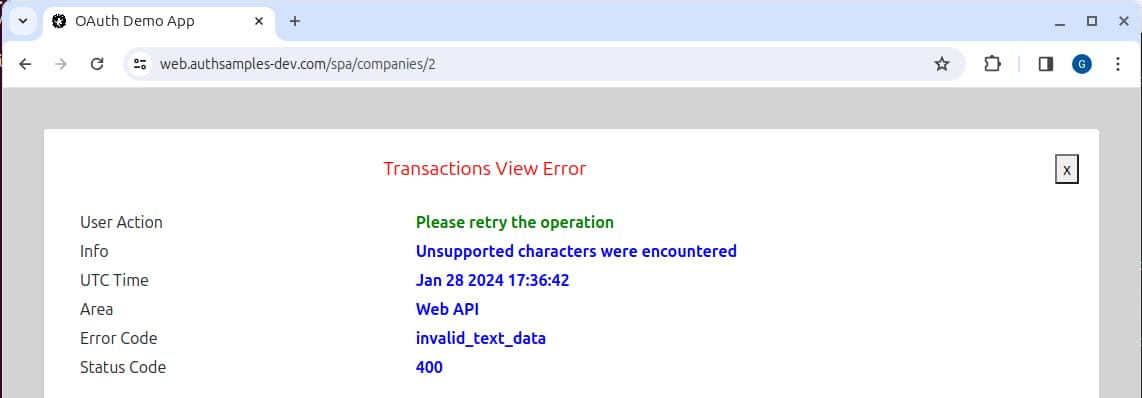 OAuth Demo App
web.authsamples-dev.com/spa/companies/2
G
Transactions View Error
x
User Action Please retry the operation
Info Unsupported characters were encountered
UTC Time Jan 28 2024 17:36:42
Area Web API
Error Code invalid_text_data
Status Code 400